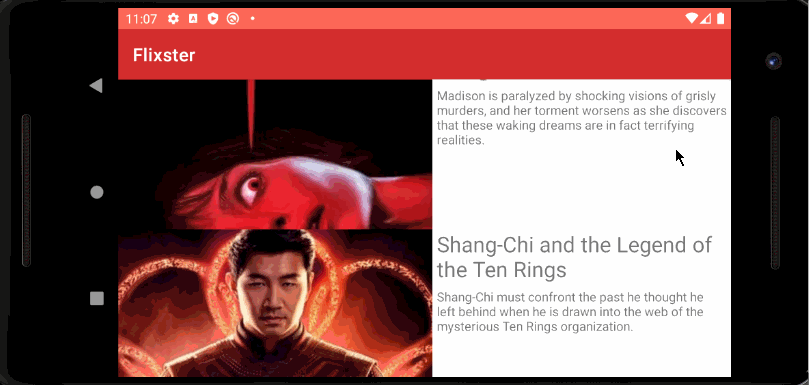 11:07
Flixster
Madison is paralyzed by shocking visions of grisly
murders, and her torment worsens as she discovers
that these waking dreams are in fact terrifying
realities.
Shang-Chi and the Legend of
the Ten Rings
Shang-Chi must confront the past he thought he
left behind when he is drawn into the web of the
mysterious Ten Rings organization.